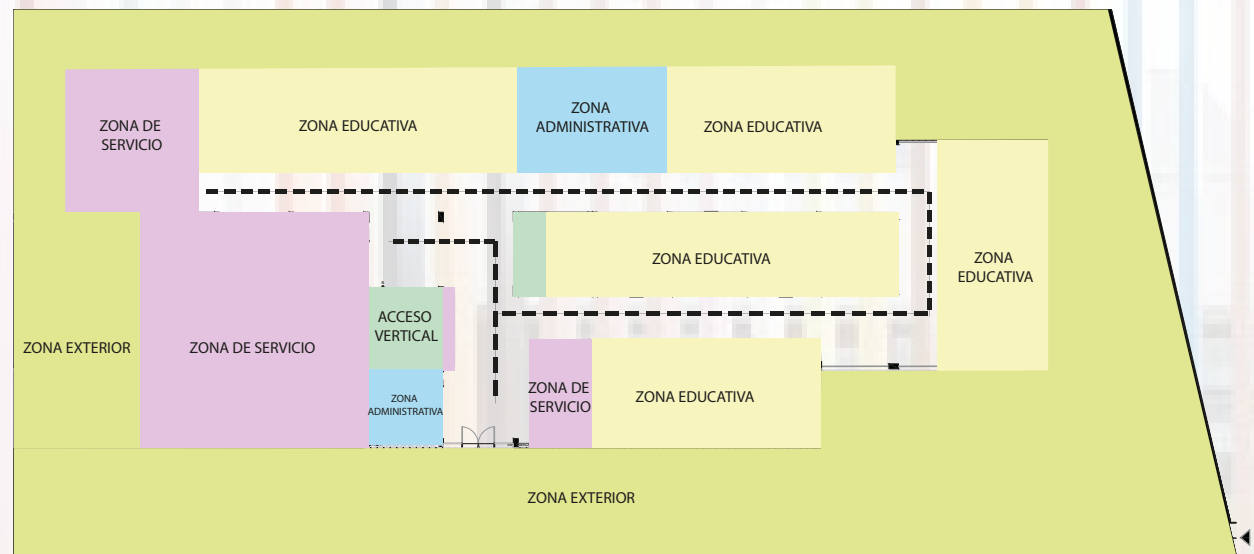 ZONA DE
SERVICIO
ZONA EDUCATIVA
ZONA
ADMINISTRATIVA
ZONA EDUCATIVA
ZONA EDUCATIVA
ZONA
EDUCATIVA
ZONA EXTERIOR
ZONA DE SERVICIO
ACCESO
VERTICAL
ZONA
ADMINISTRATIVA
ZONA DE
SERVICIO
ZONA EDUCATIVA
ZONA EXTERIOR